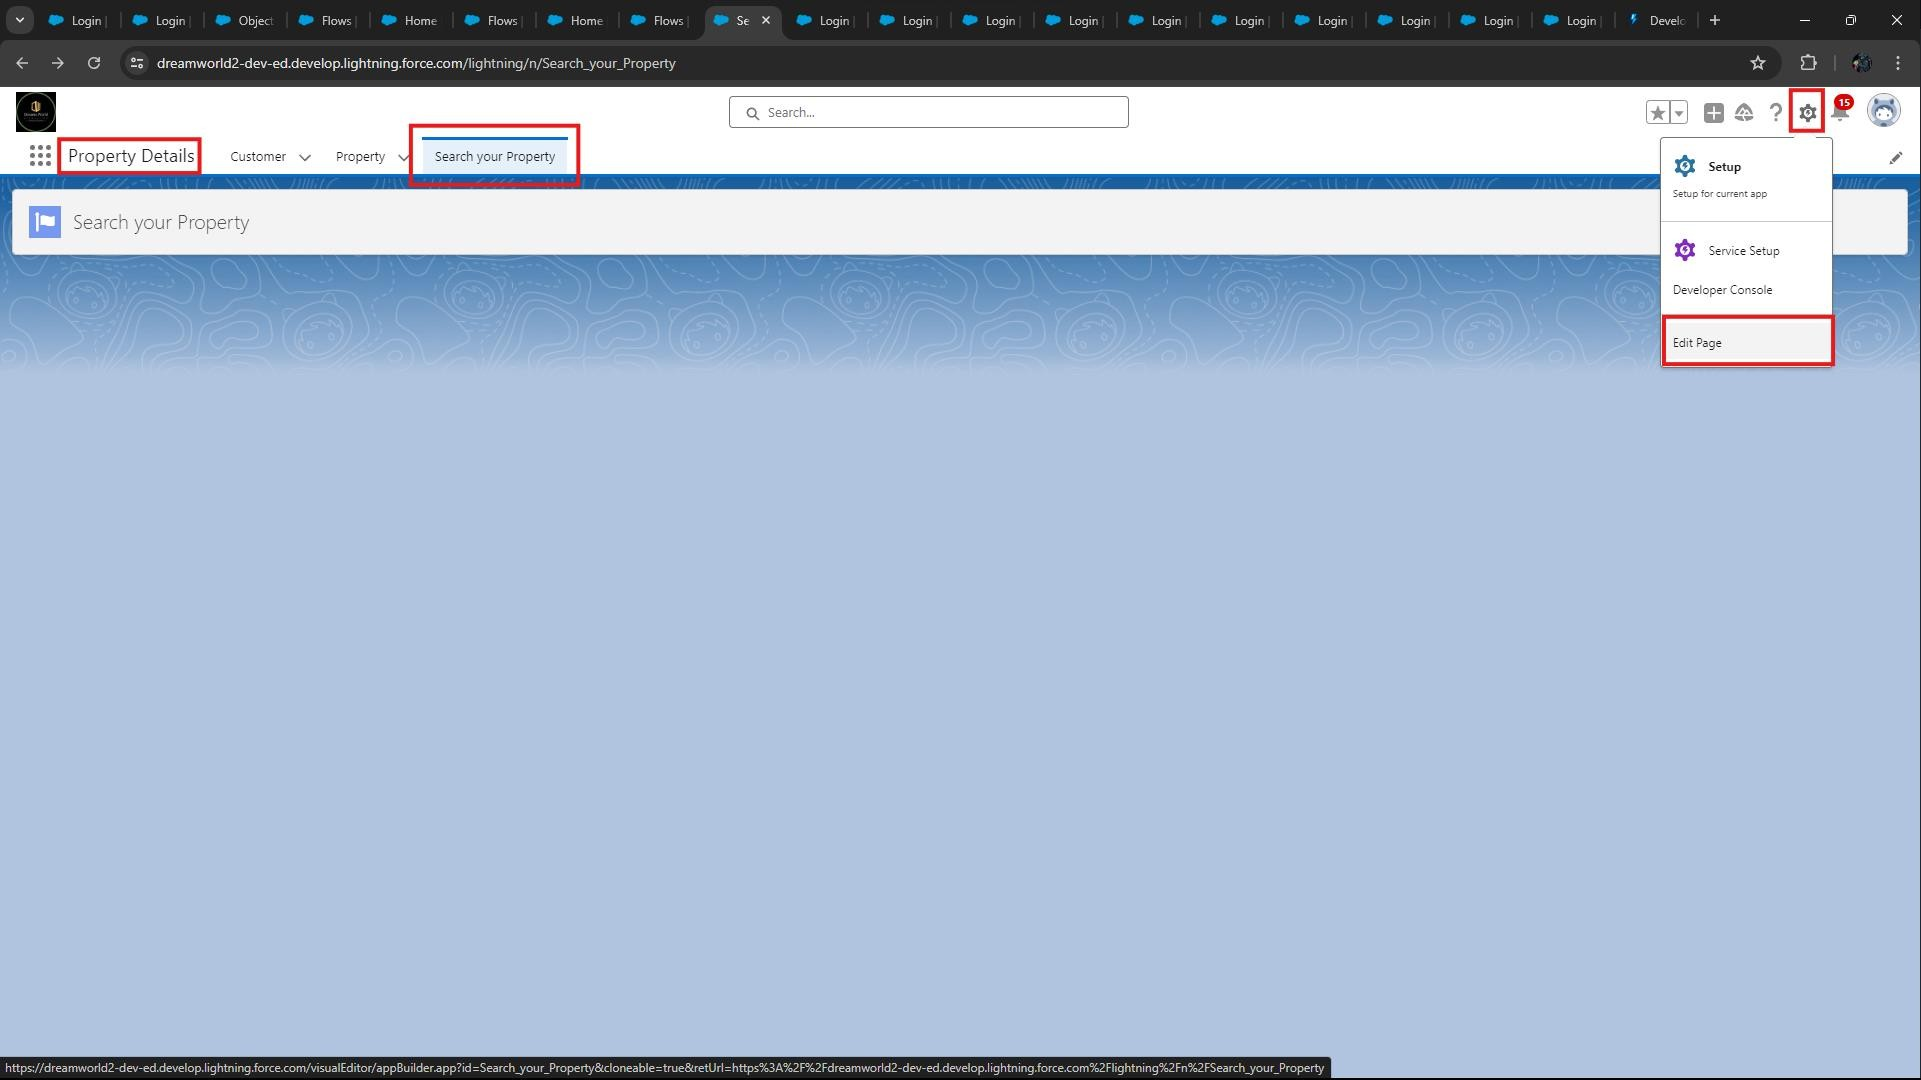 Login
Login
Object
Flows
Home
Flows
Home
Flows
Se
Login
Login
Login
Login
Login
Login
Login
Login
Login
Login
Develo
dreamworld2-dev-ed.develop.lightning.force.com/lightning/n/Search_your_Property
Search...
15
Property Details
Customer
Property
Search your Property
Search your Property
Setup
Setup for current app
Service Setup
Developer Console
Edit Page
https://dreamworld2-dev-ed.develop.lightning.force.com/visualEditor/appBuilder.app?id=Search_your_Property&cloneable=true&retUrl=https%3A%2F%2Fdreamworld2-dev-ed.develop.lightning.force.com%2Flightning%2Fn%2FSearch_your_Property